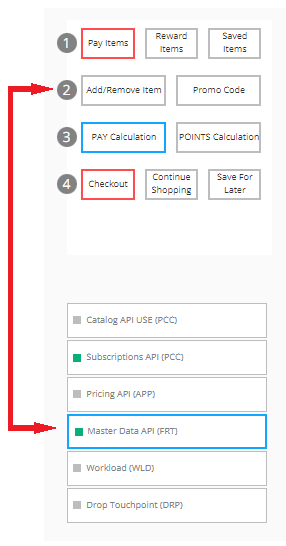 1 Pay Items Reward Items Saved Items
2 Add/Remove Item Promo Code
3 PAY Calculation POINTS Calculation
4 Checkout Continue Shopping Save For Later
Catalog API USE (PCC)
Subscriptions API (PCC)
Pricing API (APP)
Master Data API (FRT)
Workload (WLD)
Drop Touchpoint (DRP)